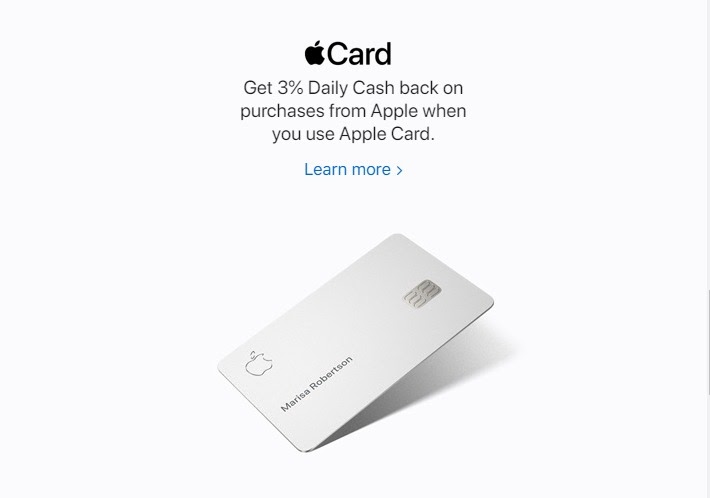 Card
Get 3% Daily Cash back on
purchases from Apple when
you use Apple Card.
Learn more >
Marisa Robertson